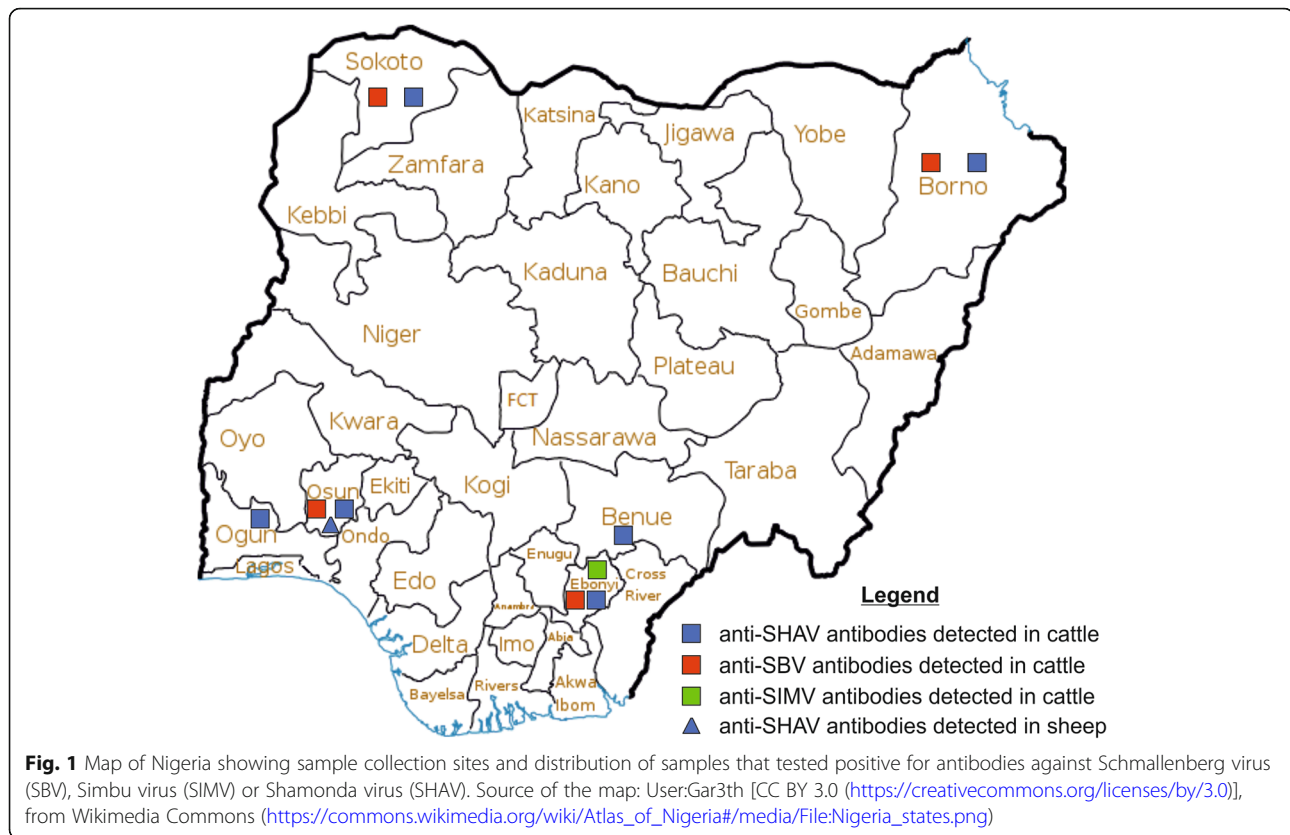 Sokoto
Katsina
Jigawa
Yobe
Zamfara
Kano
Borno
Kebbi
Kaduna
Bauchi
Gombe
Niger
Adamawa
Plateau
FCT
Kwara
Oyo
Nassarawa
Taraba
Osun
Ekiti
Kogi
Benue
Ogun
Ondo
Enugu
Lagos
Edo
Ebonyi
Cross
River
Anambra
Delta
Imo
Abia
Bayelsa
Rivers
Akwa
Ibom
Legend
anti-SHAV antibodies detected in cattle
anti-SBV antibodies detected in cattle
anti-SIMV antibodies detected in cattle
anti-SHAV antibodies detected in sheep
Fig. 1 Map of Nigeria showing sample collection sites and distribution of samples that tested positive for antibodies against Schmallenberg virus
(SBV), Simbu virus (SIMV) or Shamonda virus (SHAV). Source of the map: User:Gar3th [CC BY 3.0 (https://creativecommons.org/licenses/by/3.0)],
from Wikimedia Commons (https://commons.wikimedia.org/wiki/Atlas_of_Nigeria#/media/File:Nigeria_states.png)